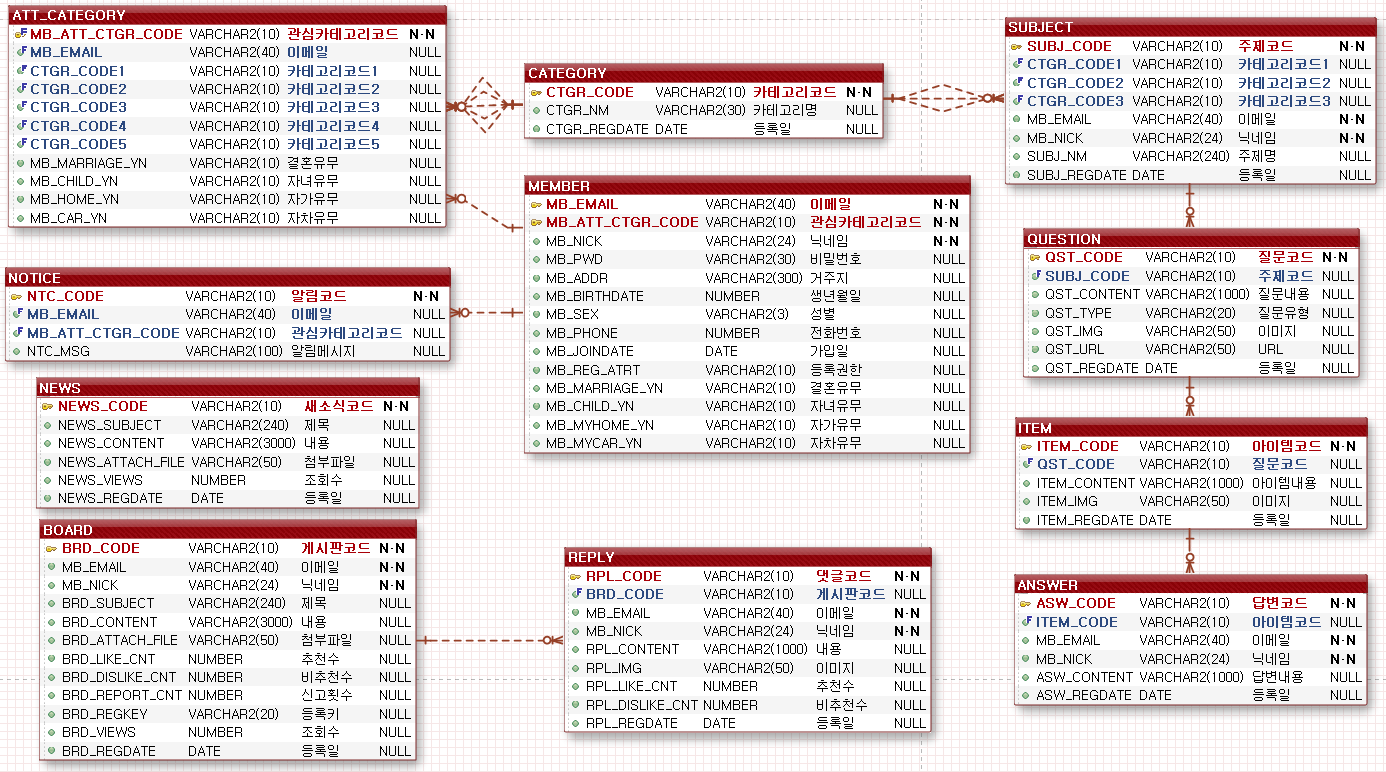 ATT_CATEGORY
MB_ATT_CTGR_CODE VARCHAR2(10) 관심카테고리코드 N-N
MB_EMAIL VARCHAR2(40) 이메일 NULL
CTGR_CODE1 VARCHAR2(10) 카테고리코드1 NULL
CTGR_CODE2 VARCHAR2(10) 카테고리코드2 NULL
CTGR_CODE3 VARCHAR2(10) 카테고리코드3 NULL
CTGR_CODE4 VARCHAR2(10) 카테고리코드4 NULL
CTGR_CODE5 VARCHAR2(10) 카테고리코드5 NULL
MB_MARRIAGE_YN VARCHAR2(10) 결혼유무 NULL
MB_CHILD_YN VARCHAR2(10) 자녀유무 NULL
MB_HOME_YN VARCHAR2(10) 자가유무 NULL
MB_CAR_YN VARCHAR2(10) 자차유무 NULL
CATEGORY
CTGR_CODE VARCHAR2(10) 카테고리코드 N-N
CTGR_NM VARCHAR2(30) 카테고리명 NULL
CTGR_REGDATE DATE 등록일 NULL
SUBJECT
SUBJ_CODE VARCHAR2(10) 주제코드 N-N
CTGR_CODE1 VARCHAR2(10) 카테고리코드1 NULL
CTGR_CODE2 VARCHAR2(10) 카테고리코드2 NULL
CTGR_CODE3 VARCHAR2(10) 카테고리코드3 NULL
MB_EMAIL VARCHAR2(40) 이메일 N-N
MB_NICK VARCHAR2(24) 닉네임 N-N
SUBJ_NM VARCHAR2(240) 주제명 NULL
SUBJ_REGDATE DATE 등록일 NULL
MEMBER
MB_EMAIL VARCHAR2(40) 이메일 N-N
MB_ATT_CTGR_CODE VARCHAR2(10) 관심카테고리코드 N-N
MB_NICK VARCHAR2(24) 닉네임 N-N
MB_PWD VARCHAR2(30) 비밀번호 NULL
MB_ADDR VARCHAR2(300) 거주지 NULL
MB_BIRTHDATE NUMBER 생년월일 NULL
MB_SEX VARCHAR2(3) 성별 NULL
MB_PHONE NUMBER 전화번호 NULL
MB_JOINDATE DATE 가입일 NULL
MB_REG_ATRT VARCHAR2(10) 등록권한 NULL
MB_MARRIAGE_YN VARCHAR2(10) 결혼유무 NULL
MB_CHILD_YN VARCHAR2(10) 자녀유무 NULL
MB_MYHOME_YN VARCHAR2(10) 자가유무 NULL
MB_MYCAR_YN VARCHAR2(10) 자차유무 NULL
QUESTION
QST_CODE VARCHAR2(10) 질문코드 N-N
SUBJ_CODE VARCHAR2(10) 주제코드 NULL
QST_CONTENT VARCHAR2(1000) 질문내용 NULL
QST_TYPE VARCHAR2(20) 질문유형 NULL
QST_IMG VARCHAR2(50) 이미지 NULL
QST_URL VARCHAR2(50) URL NULL
QST_REGDATE DATE 등록일 NULL
NOTICE
NTC_CODE VARCHAR2(10) 알림코드 N-N
MB_EMAIL VARCHAR2(40) 이메일 NULL
MB_ATT_CTGR_CODE VARCHAR2(10) 관심카테고리코드 NULL
NTC_MSG VARCHAR2(100) 알림메시지 NULL
NEWS
NEWS_CODE VARCHAR2(10) 새소식코드 N-N
NEWS_SUBJECT VARCHAR2(240) 제목 NULL
NEWS_CONTENT VARCHAR2(3000) 내용 NULL
NEWS_ATTACH_FILE VARCHAR2(50) 첨부파일 NULL
NEWS_VIEWS NUMBER 조회수 NULL
NEWS_REGDATE DATE 등록일 NULL
ITEM
ITEM_CODE VARCHAR2(10) 아이템코드 N-N
QST_CODE VARCHAR2(10) 질문코드 NULL
ITEM_CONTENT VARCHAR2(1000) 아이템내용 NULL
ITEM_IMG VARCHAR2(50) 이미지 NULL
ITEM_REGDATE DATE 등록일 NULL
BOARD
BRD_CODE VARCHAR2(10) 게시판코드 N-N
MB_EMAIL VARCHAR2(40) 이메일 N-N
MB_NICK VARCHAR2(24) 닉네임 N-N
BRD_SUBJECT VARCHAR2(240) 제목 NULL
BRD_CONTENT VARCHAR2(3000) 내용 NULL
BRD_ATTACH_FILE VARCHAR2(50) 첨부파일 NULL
BRD_LIKE_CNT NUMBER 추천수 NULL
BRD_DISLIKE_CNT NUMBER 비추천수 NULL
BRD_REPORT_CNT NUMBER 신고횟수 NULL
BRD_REGKEY VARCHAR2(20) 등록키 NULL
BRD_VIEWS NUMBER 조회수 NULL
BRD_REGDATE DATE 등록일 NULL
REPLY
RPL_CODE VARCHAR2(10) 댓글코드 N-N
BRD_CODE VARCHAR2(10) 게시판코드 NULL
MB_EMAIL VARCHAR2(40) 이메일 N-N
MB_NICK VARCHAR2(24) 닉네임 N-N
RPL_CONTENT VARCHAR2(1000) 내용 NULL
RPL_IMG VARCHAR2(50) 이미지 NULL
RPL_LIKE_CNT NUMBER 추천수 NULL
RPL_DISLIKE_CNT NUMBER 비추천수 NULL
RPL_REGDATE DATE 등록일 NULL
ANSWER
ASW_CODE VARCHAR2(10) 답변코드 N-N
ITEM_CODE VARCHAR2(10) 아이템코드 NULL
MB_EMAIL VARCHAR2(40) 이메일 N-N
MB_NICK VARCHAR2(24) 닉네임 N-N
ASW_CONTENT VARCHAR2(1000) 답변내용 NULL
ASW_REGDATE DATE 등록일 NULL